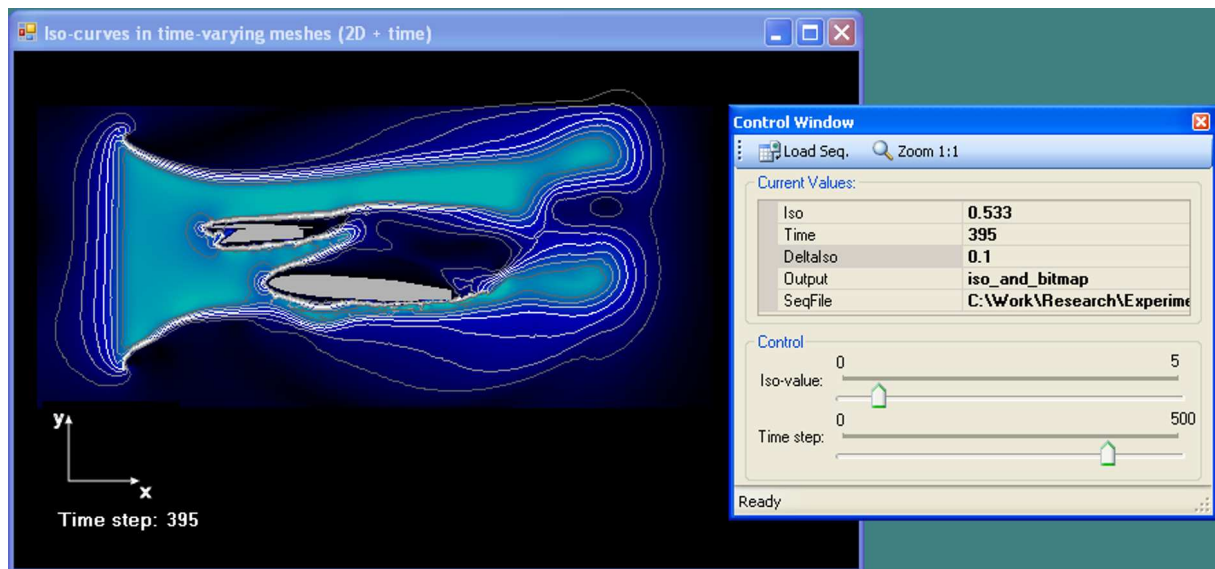 Iso-curves in time-varying meshes (2D + time)
y
x
Time step: 395
Control Window
Load Seq. Zoom 1:1
Current Values:
Iso 0.533
Time 395
DeltaIso 0.1
Output iso_and_bitmap
SeqFile C:\Work\Research\Experime
Control
0 5
Iso-value:
0 500
Time step:
Ready